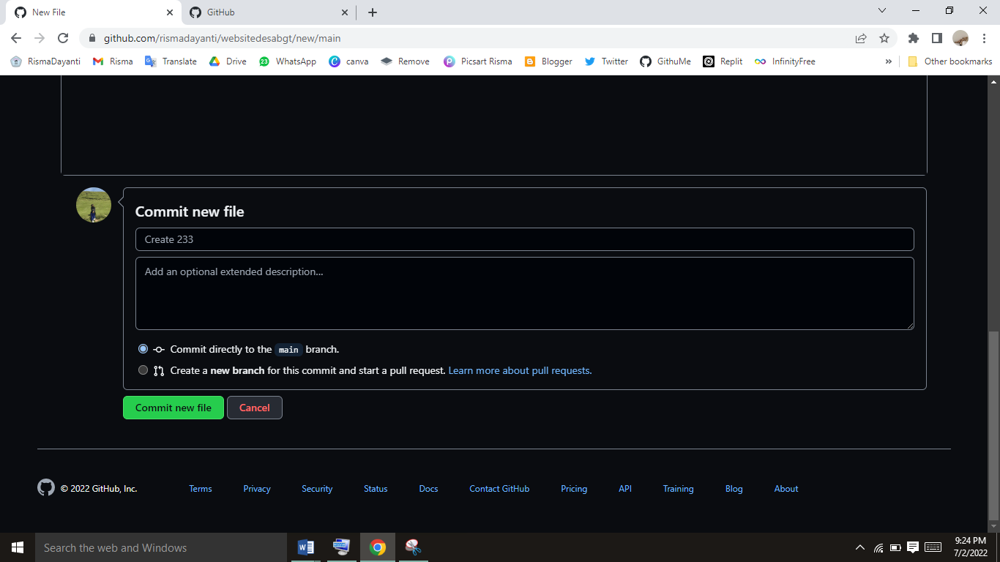 New File
GitHub
github.com/rismadayanti/websitedesabgt/new/main
RismaDayanti Risma Translate Drive 23 WhatsApp canva Remove Picsart Risma Blogger Twitter GithuMe Replit InfinityFree » Other bookmarks
Commit new file
Create 233
Add an optional extended description...
Commit directly to the main branch.
Create a new branch for this commit and start a pull request. Learn more about pull requests.
Commit new file Cancel
© 2022 GitHub, Inc. Terms Privacy Security Status Docs Contact GitHub Pricing API Training Blog About
Search the web and Windows
9:24 PM
7/2/2022